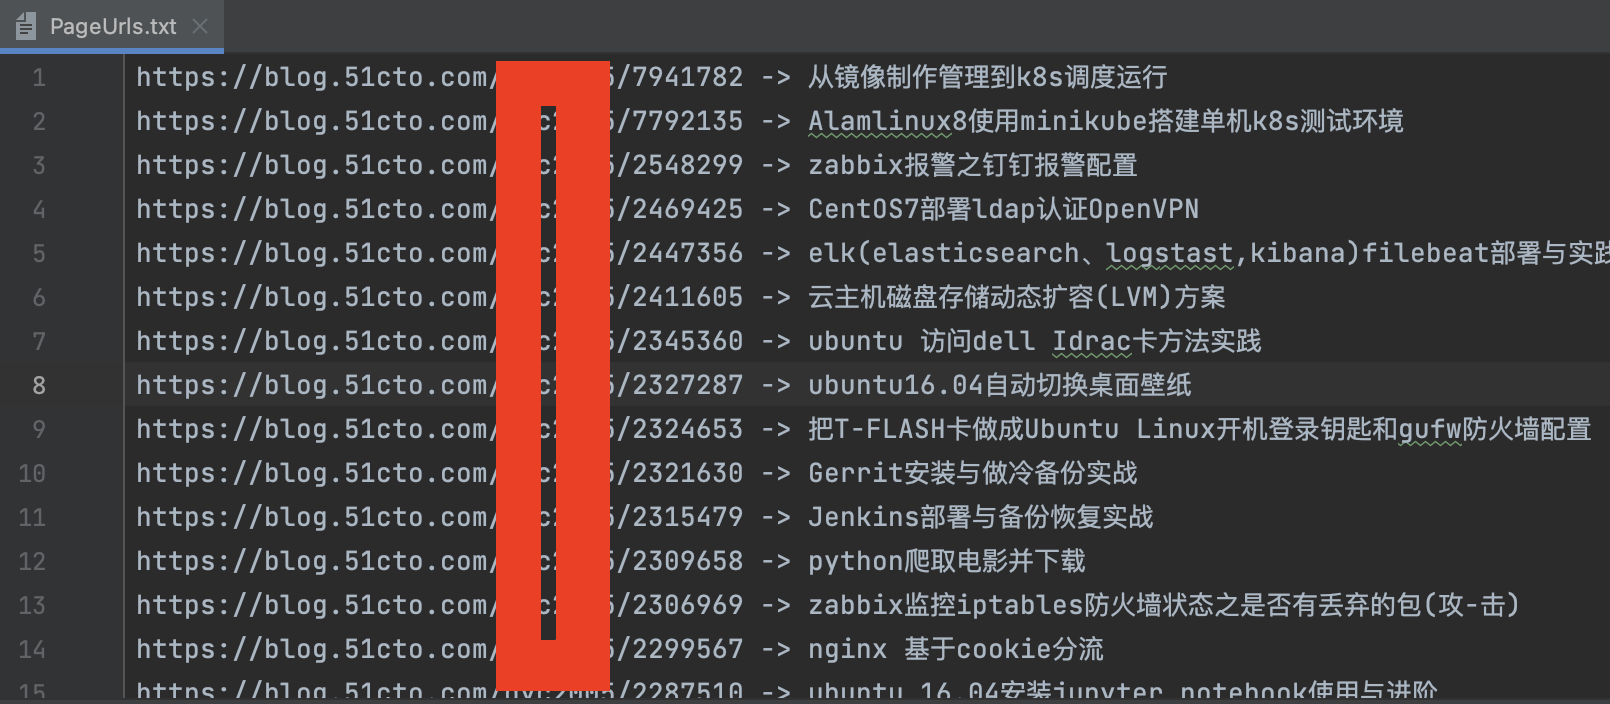 PageUrls.txt
1 https://blog.51cto.com/ c 5/7941782 -> 从镜像制作管理到k8s调度运行
2 https://blog.51cto.com/ c 5/7792135 -> Alamlinux8使用minikube搭建单机k8s测试环境
3 https://blog.51cto.com/ c 5/2548299 -> zabbix报警之钉钉报警配置
4 https://blog.51cto.com/ c 5/2469425 -> CentOS7部署ldap认证OpenVPN
5 https://blog.51cto.com/ c 5/2447356 -> elk(elasticsearch、logstast,kibana)filebeat部署与实践
6 https://blog.51cto.com/ c 5/2411605 -> 云主机磁盘存储动态扩容(LVM)方案
7 https://blog.51cto.com/ c 5/2345360 -> ubuntu 访问dell Idrac卡方法实践
8 https://blog.51cto.com/ c 5/2327287 -> ubuntu16.04自动切换桌面壁纸
9 https://blog.51cto.com/ c 5/2324653 -> 把T-FLASH卡做成Ubuntu Linux开机登录钥匙和gufw防火墙配置
10 https://blog.51cto.com/ c 5/2321630 -> Gerrit安装与做冷备份实战
11 https://blog.51cto.com/ c 5/2315479 -> Jenkins部署与备份恢复实战
12 https://blog.51cto.com/ c 5/2309658 -> python爬取电影并下载
13 https://blog.51cto.com/ c 5/2306969 -> zabbix监控iptables防火墙状态之是否有丢弃的包(攻-击)
14 https://blog.51cto.com/ 5/2299567 -> nginx 基于cookie分流
15 https://blog.51cto.com/ /2287510 -> ubuntu 16.04安装jupyter notebook使用与进阶